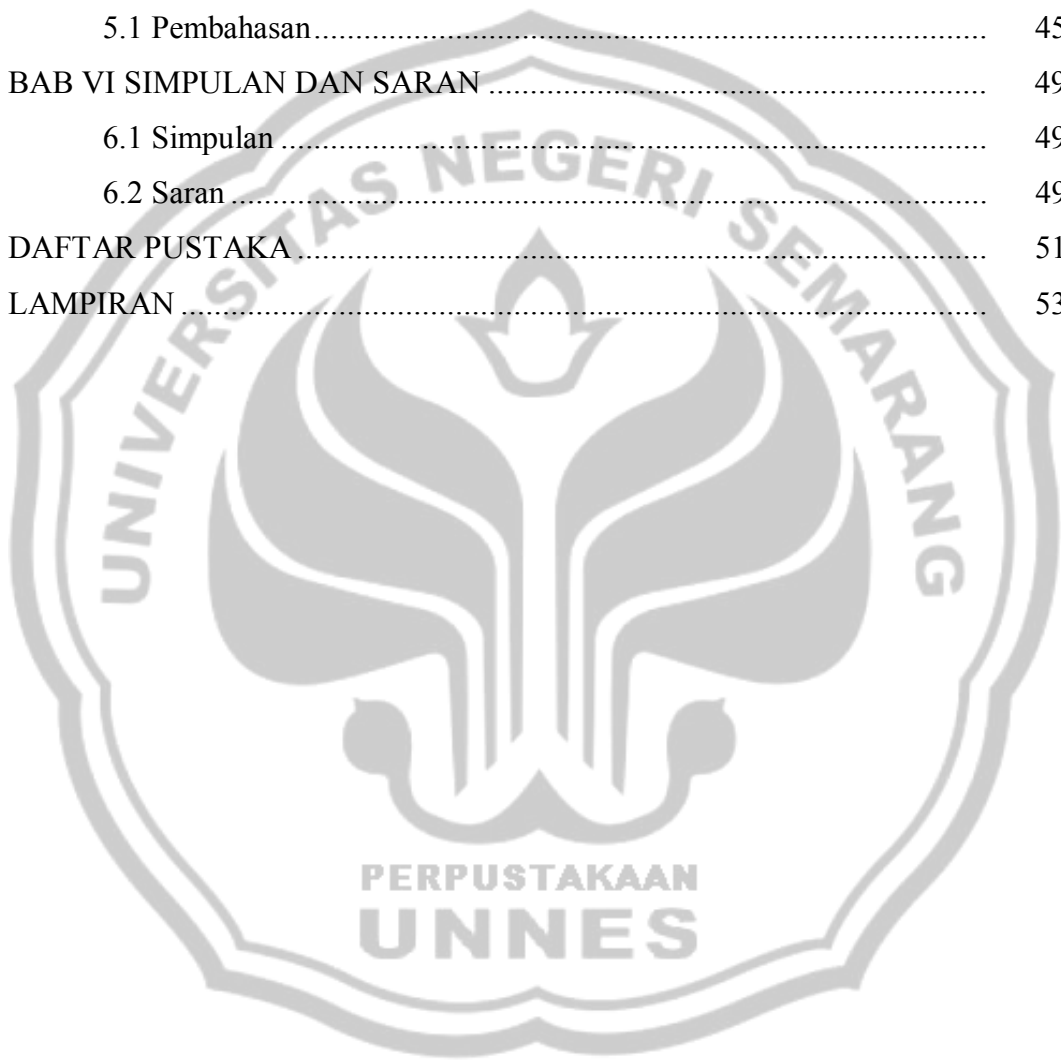 5.1 Pembahasan........................................................................................ 45
BAB VI SIMPULAN DAN SARAN ................................................................. 49
6.1 Simpulan ............................................................................................ 49
6.2 Saran ................................................................................................... 49
DAFTAR PUSTAKA ........................................................................................... 51
LAMPIRAN .......................................................................................................... 53
UNIVERSITAS NEGERI SEMARANG
PERPUSTAKAAN
UNNES